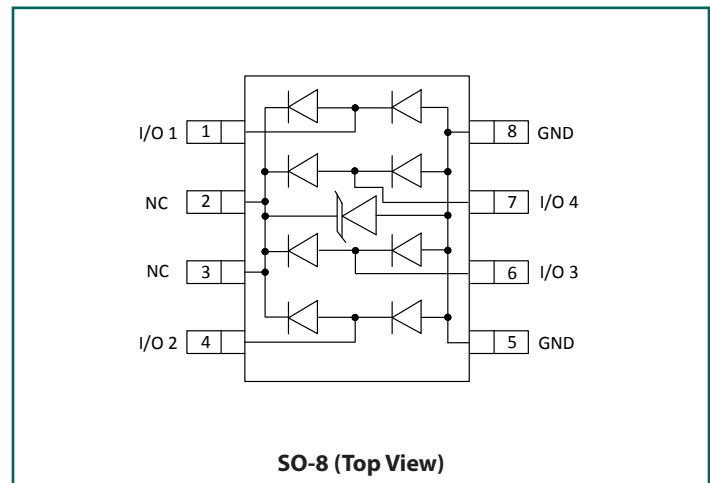 I/O 1 1 8 GND
NC 2 7 I/O 4
NC 3 6 I/O 3
I/O 2 4 5 GND
SO-8 (Top View)